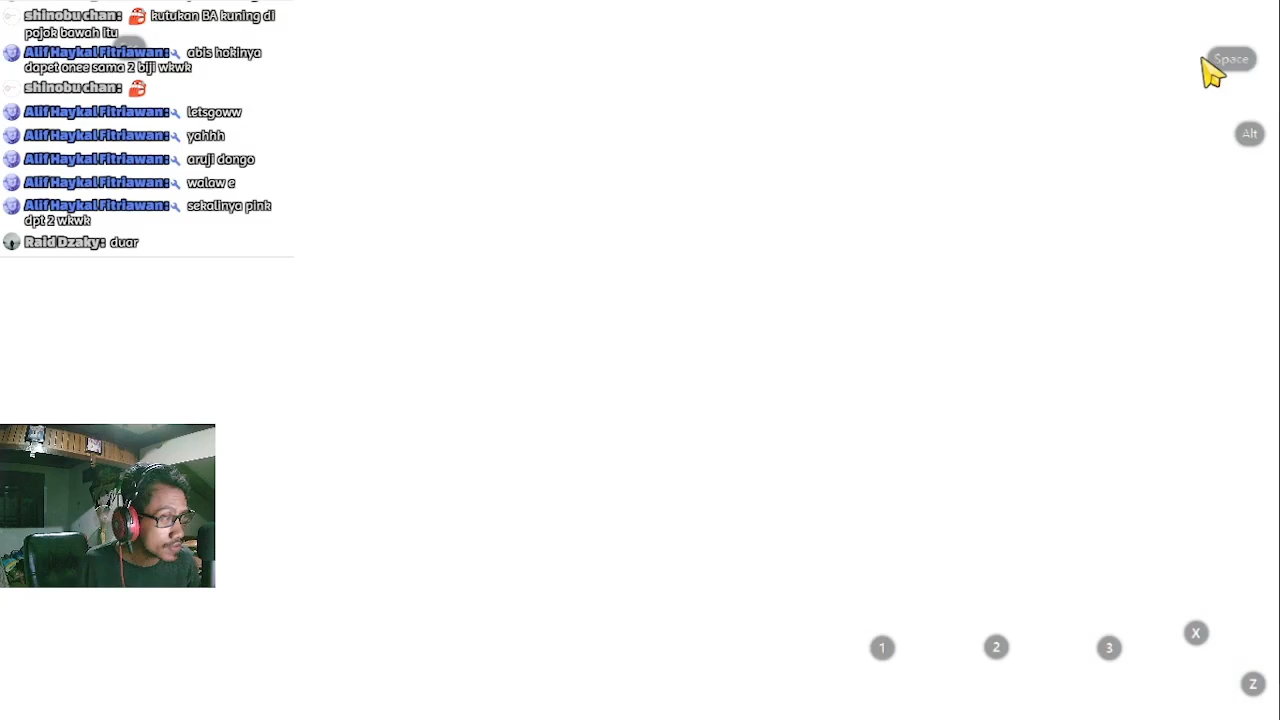 shinobu chan: kutukan BA kuning di
pojok bawah itu
Alif Haykal Fitriawan: abis hokinya
dapet onee sama 2 biji wkwk
shinobu chan:
Alif Haykal Fitriawan: letsgoww
Alif Haykal Fitriawan: yahhh
Alif Haykal Fitriawan: aruji dongo
Alif Haykal Fitriawan: walaw e
Alif Haykal Fitriawan: sekalinya pink
dpt 2 wkwk
Raid Dzaky: duar
Space
Alt
1
2
3
X
Z